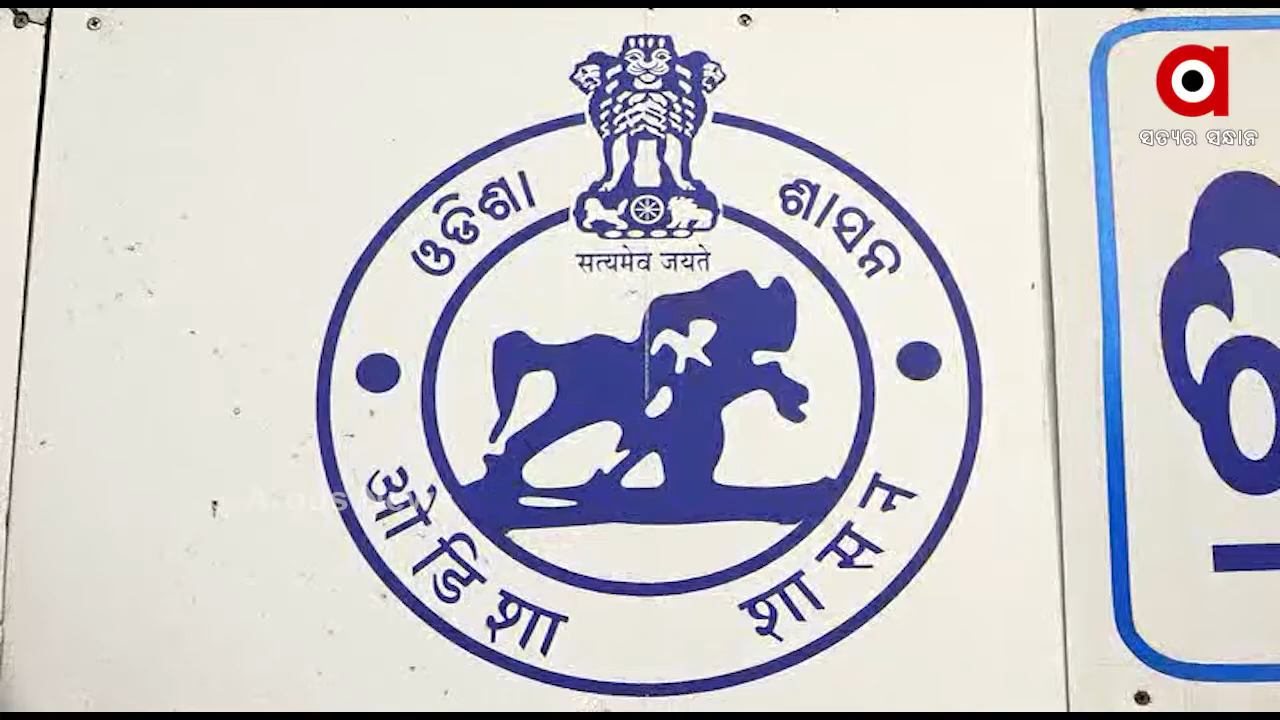 ସତ୍ୟର ସନ୍ଧାନ
ଓଡିଶା ଶାସନ
सत्यमेव जयते
ओडिशा शासन